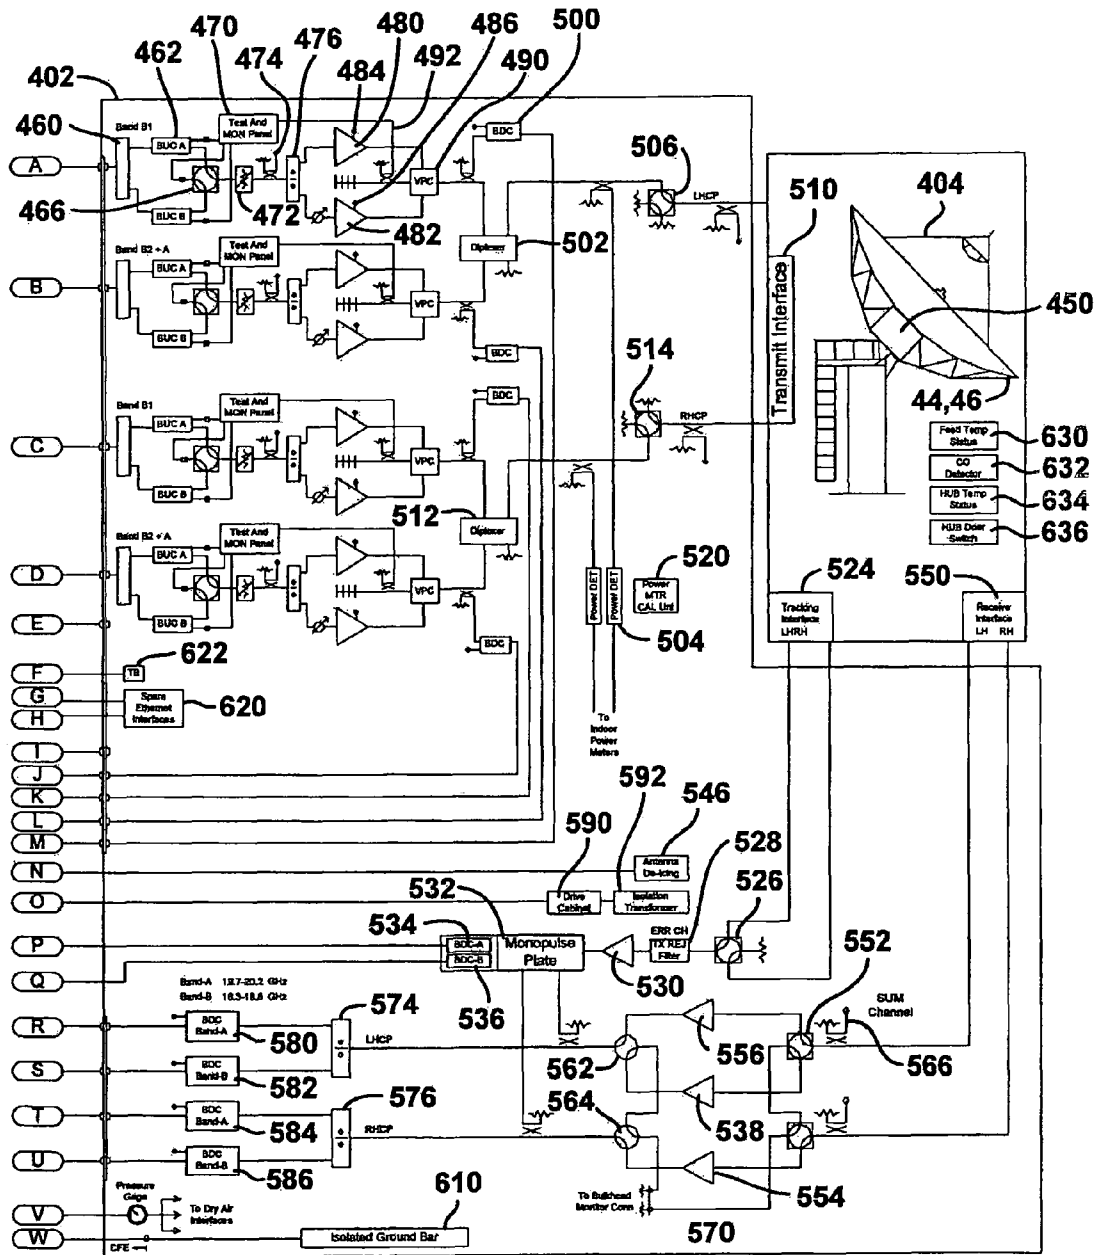 470
476
480
486
500
462
474
484
492
490
402
460
Band B1
BUC A
Test And
MON Panel
BDC
A
VPC
506
LHCP
510
404
466
BUC B
472
482
502
Diplexer
Band B2 + A
BUC A
Test And
MON Panel
B
VPC
BUC B
BDC
Transmit Interface
450
514
44,46
Band B1
BUC A
Test And
MON Panel
BDC
RHCP
C
VPC
BUC B
Feed Temp
Status
630
CO
Detector
632
HUB Temp
Status
634
HUB Door
Switch
636
512
Diplexer
Band B2 + A
BUC A
Test And
MON Panel
D
VPC
520
524
550
Power DET
Power DET
Power
MTR
CAL Unit
Tracking
Interface
LHRH
Receive
Interface
LH RH
E
BUC B
BDC
504
622
F
TB
G
H
Spare
Ethernet
Interfaces
620
To
Indoor
Power
Meters
I
J
K
L
M
592
546
N
Antenna
De-Icing
590
528
O
Drive
Cabinet
Isolation
Transformer
532
526
534
ERR CH
P
BDC-A
Monopulse
Plate
TX REJ
Filter
552
Q
BDC-B
530
Band-A 19.7-20.2 GHz
Band-B 18.3-18.8 GHz
574
536
SUM
Channel
R
BDC
Band-A
580
LHCP
562
556
566
S
BDC
Band-B
582
576
564
T
BDC
Band-A
584
RHCP
538
U
BDC
Band-B
586
554
Pressure
Gage
610
To Bulkhead
Monitor Conn
570
V
To Dry Air
Interfaces
W
CFE
Isolated Ground Bar